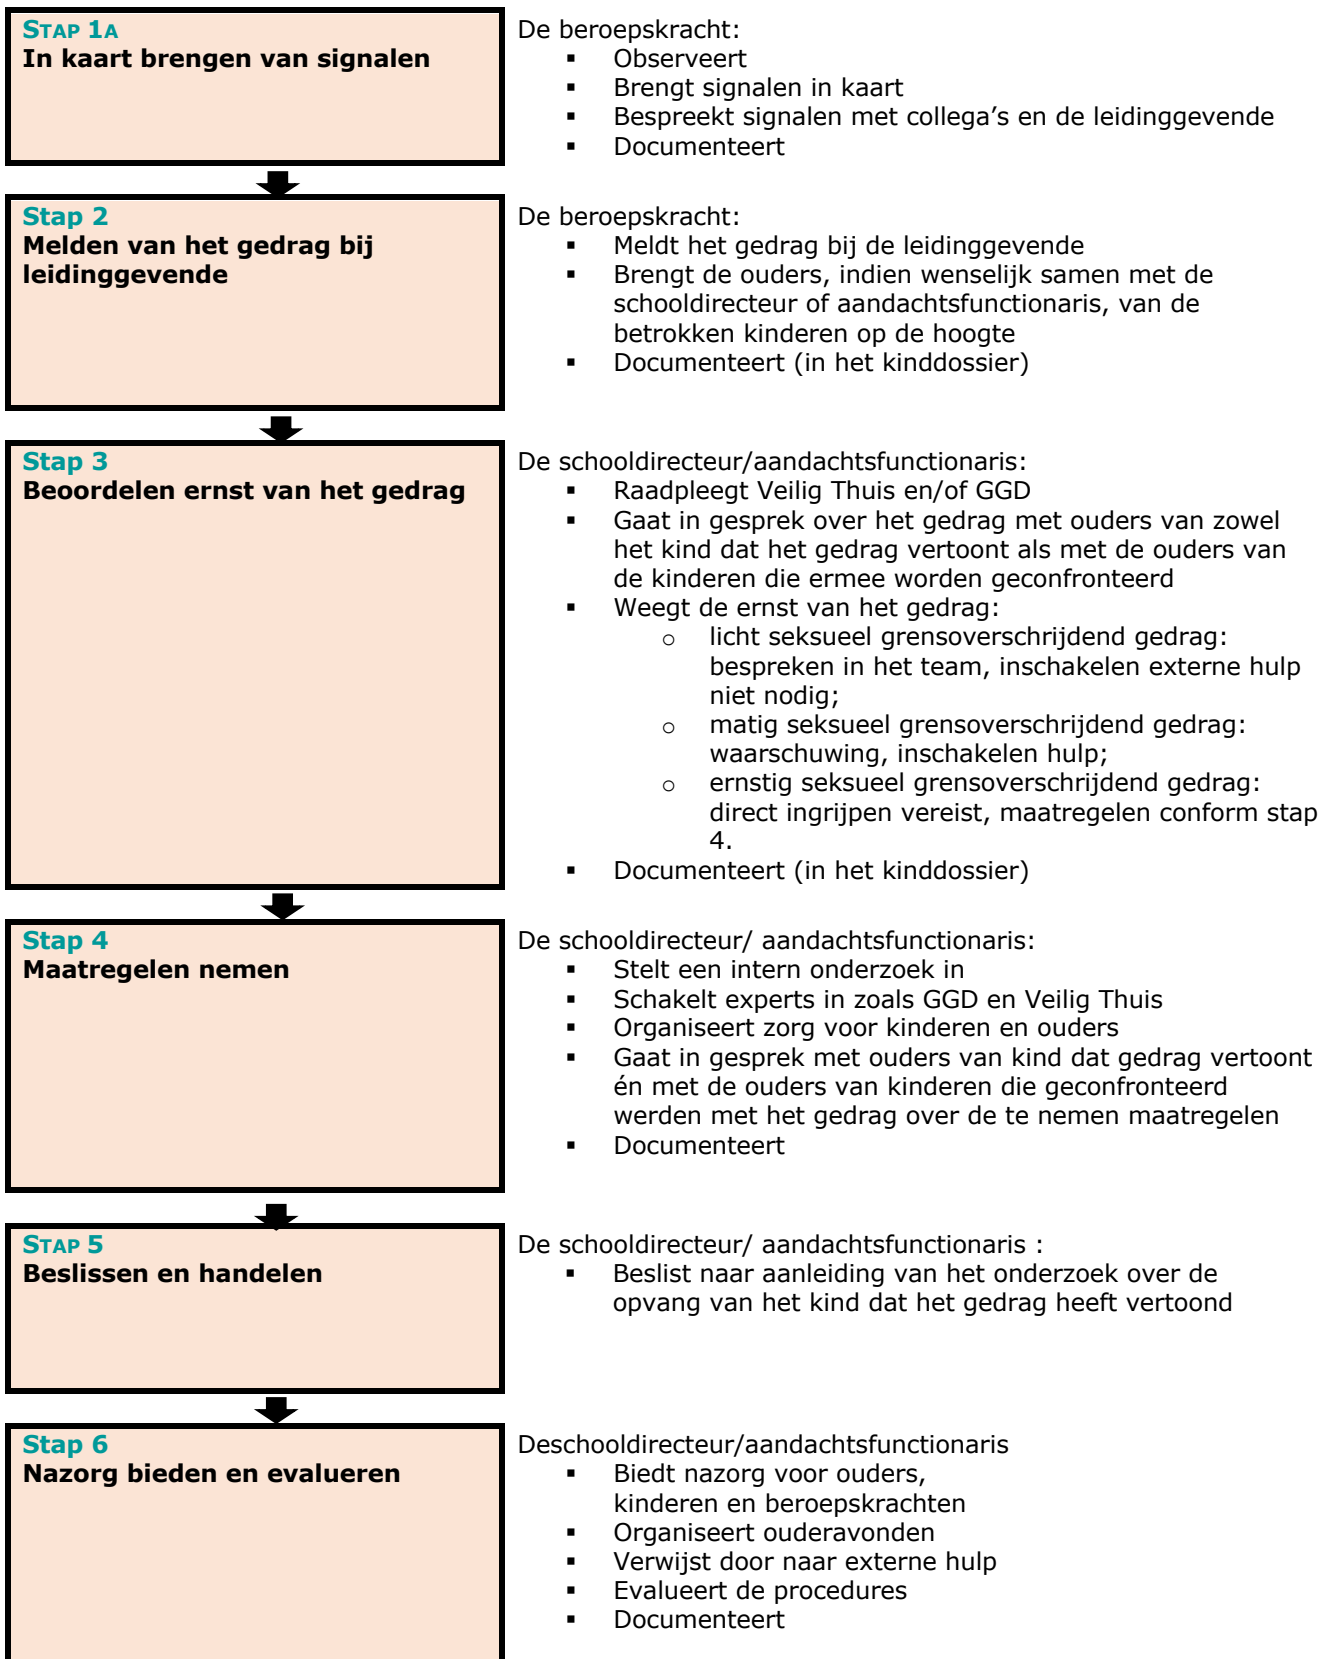 STAP 1A
In kaart brengen van signalen
De beroepskracht:
▪ Observeert
▪ Brengt signalen in kaart
▪ Bespreekt signalen met collega’s en de leidinggevende
▪ Documenteert
Stap 2
Melden van het gedrag bij
leidinggevende
De beroepskracht:
▪ Meldt het gedrag bij de leidinggevende
▪ Brengt de ouders, indien wenselijk samen met de
schooldirecteur of aandachtsfunctionaris, van de
betrokken kinderen op de hoogte
▪ Documenteert (in het kinddossier)
Stap 3
Beoordelen ernst van het gedrag
De schooldirecteur/aandachtsfunctionaris:
▪ Raadpleegt Veilig Thuis en/of GGD
▪ Gaat in gesprek over het gedrag met ouders van zowel
het kind dat het gedrag vertoont als met de ouders van
de kinderen die ermee worden geconfronteerd
▪ Weegt de ernst van het gedrag:
o licht seksueel grensoverschrijdend gedrag:
bespreken in het team, inschakelen externe hulp
niet nodig;
o matig seksueel grensoverschrijdend gedrag:
waarschuwing, inschakelen hulp;
o ernstig seksueel grensoverschrijdend gedrag:
direct ingrijpen vereist, maatregelen conform stap
4.
▪ Documenteert (in het kinddossier)
Stap 4
Maatregelen nemen
De schooldirecteur/ aandachtsfunctionaris:
▪ Stelt een intern onderzoek in
▪ Schakelt experts in zoals GGD en Veilig Thuis
▪ Organiseert zorg voor kinderen en ouders
▪ Gaat in gesprek met ouders van kind dat gedrag vertoont
én met de ouders van kinderen die geconfronteerd
werden met het gedrag over de te nemen maatregelen
▪ Documenteert
STAP 5
Beslissen en handelen
De schooldirecteur/ aandachtsfunctionaris :
▪ Beslist naar aanleiding van het onderzoek over de
opvang van het kind dat het gedrag heeft vertoond
Stap 6
Nazorg bieden en evalueren
Deschooldirecteur/aandachtsfunctionaris
▪ Biedt nazorg voor ouders,
kinderen en beroepskrachten
▪ Organiseert ouderavonden
▪ Verwijst door naar externe hulp
▪ Evalueert de procedures
▪ Documenteert